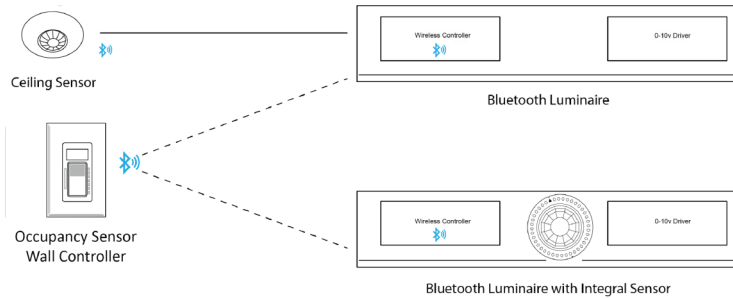 Wireless Controller
0-10v Driver
Ceiling Sensor
Bluetooth Luminaire
Wireless Controller
0-10v Driver
Occupancy Sensor
Wall Controller
Bluetooth Luminaire with Integral Sensor